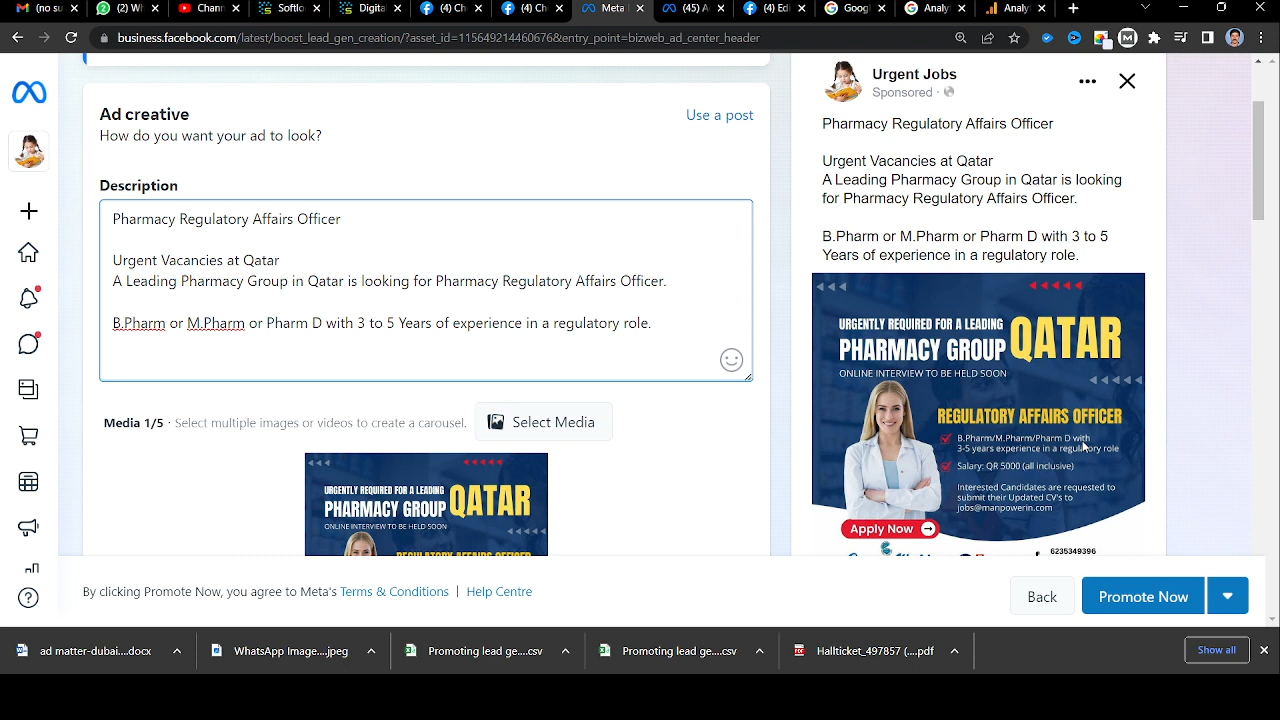 (no su
(2) Wh
Chann
Softlo
Digita
(4) Ch
(4) Ch
Meta
(45) A
(4) Edi
Googl
Analy
Analy
business.facebook.com/latest/boost_lead_gen_creation/?asset_id=115649214460676&entry_point=bizweb_ad_center_header
Ad creative
Use a post
How do you want your ad to look?
Description
Pharmacy Regulatory Affairs Officer
Urgent Vacancies at Qatar
A Leading Pharmacy Group in Qatar is looking for Pharmacy Regulatory Affairs Officer.
B.Pharm or M.Pharm or Pharm D with 3 to 5 Years of experience in a regulatory role.
Media 1/5 · Select multiple images or videos to create a carousel.
Select Media
URGENTLY REQUIRED FOR A LEADING
PHARMACY GROUP QATAR
ONLINE INTERVIEW TO BE HELD SOON
REGULATORY AFFAIRS OFFICER
Urgent Jobs
Sponsored ·
Pharmacy Regulatory Affairs Officer
Urgent Vacancies at Qatar
A Leading Pharmacy Group in Qatar is looking
for Pharmacy Regulatory Affairs Officer.
B.Pharm or M.Pharm or Pharm D with 3 to 5
Years of experience in a regulatory role.
URGENTLY REQUIRED FOR A LEADING
PHARMACY GROUP QATAR
ONLINE INTERVIEW TO BE HELD SOON
REGULATORY AFFAIRS OFFICER
B.Pharm/M.Pharm/Pharm D with
3-5 years experience in a regulatory role
Salary: QR 5000 (all inclusive)
Interested Candidates are requested to
submit their Updated CV's to
jobs@manpowerin.com
Apply Now
6235349396
By clicking Promote Now, you agree to Meta's Terms & Conditions | Help Centre
Back
Promote Now
ad matter-dubai....docx
WhatsApp Image....jpeg
Promoting lead ge....csv
Promoting lead ge....csv
Hallticket_497857 (....pdf
Show all